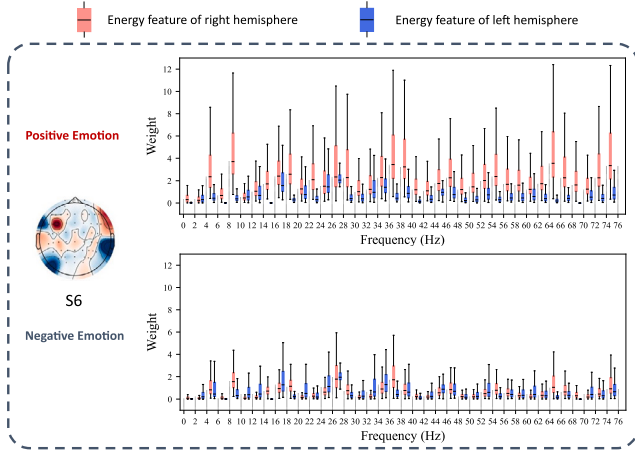 Energy feature of right hemisphere Energy feature of left hemisphere
Positive Emotion
S6
Negative Emotion
Weight
12
10
8
6
4
2
0
0 2 4 6 8 10 12 14 16 18 20 22 24 26 28 30 32 34 36 38 40 42 44 46 48 50 52 54 56 58 60 62 64 66 68 70 72 74 76
Frequency (Hz)
Weight
12
10
8
6
4
2
0
0 2 4 6 8 10 12 14 16 18 20 22 24 26 28 30 32 34 36 38 40 42 44 46 48 50 52 54 56 58 60 62 64 66 68 70 72 74 76
Frequency (Hz)